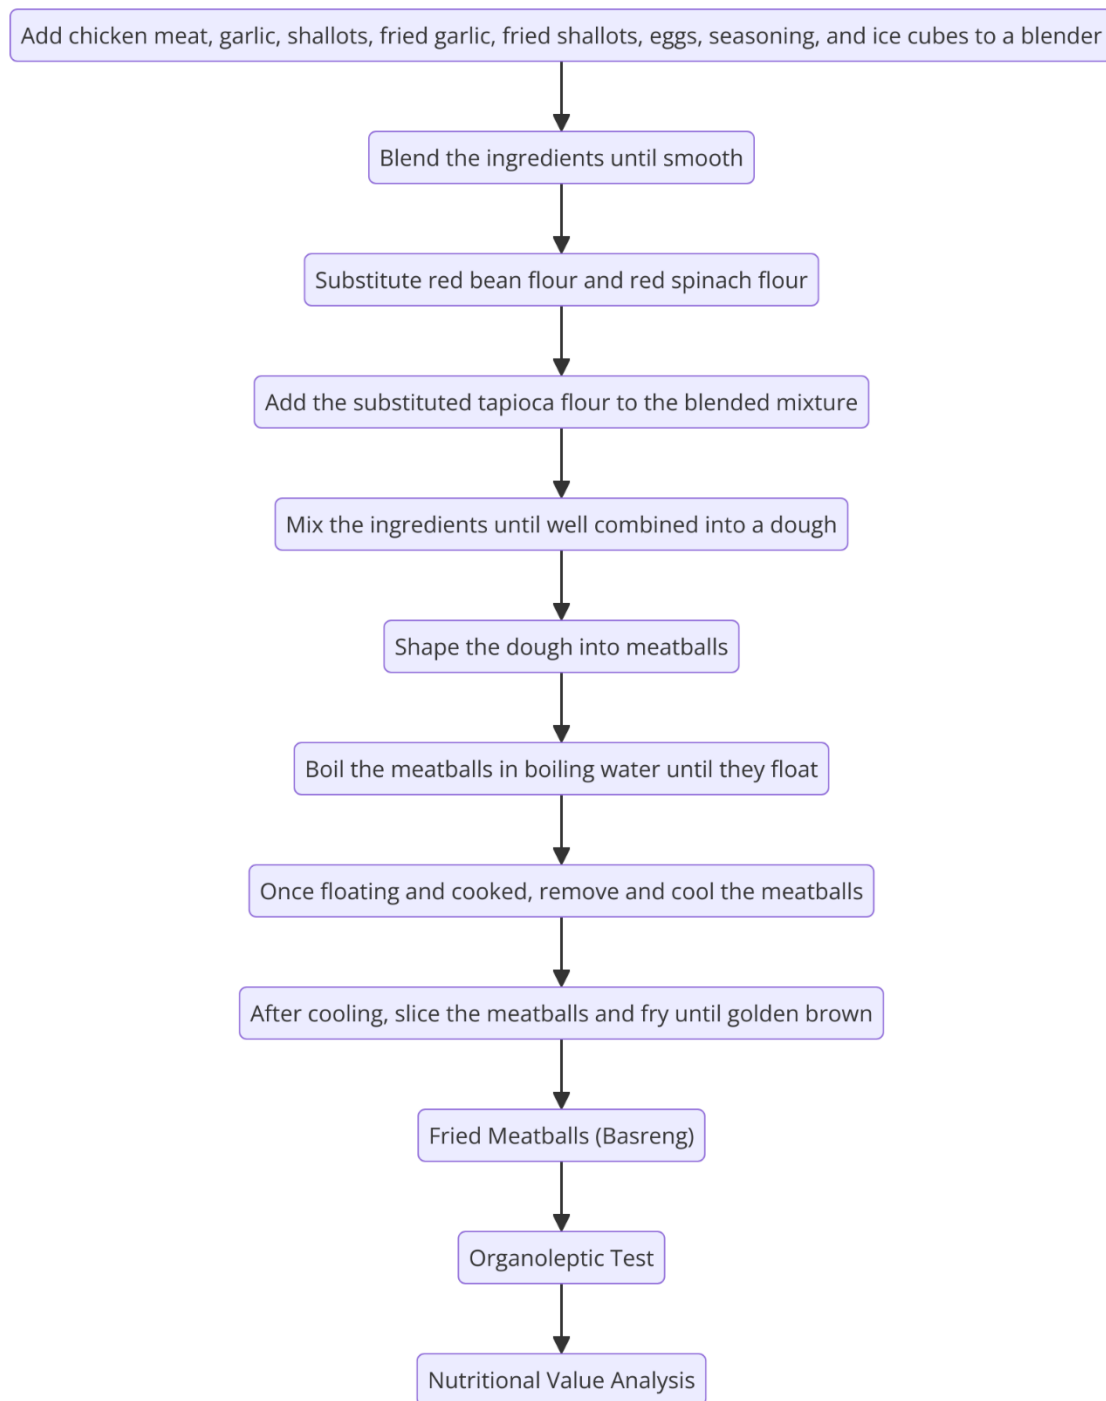 Add chicken meat, garlic, shallots, fried garlic, fried shallots, eggs, seasoning, and ice cubes to a blender
Blend the ingredients until smooth
Substitute red bean flour and red spinach flour
Add the substituted tapioca flour to the blended mixture
Mix the ingredients until well combined into a dough
Shape the dough into meatballs
Boil the meatballs in boiling water until they float
Once floating and cooked, remove and cool the meatballs
After cooling, slice the meatballs and fry until golden brown
Fried Meatballs (Basreng)
Organoleptic Test
Nutritional Value Analysis